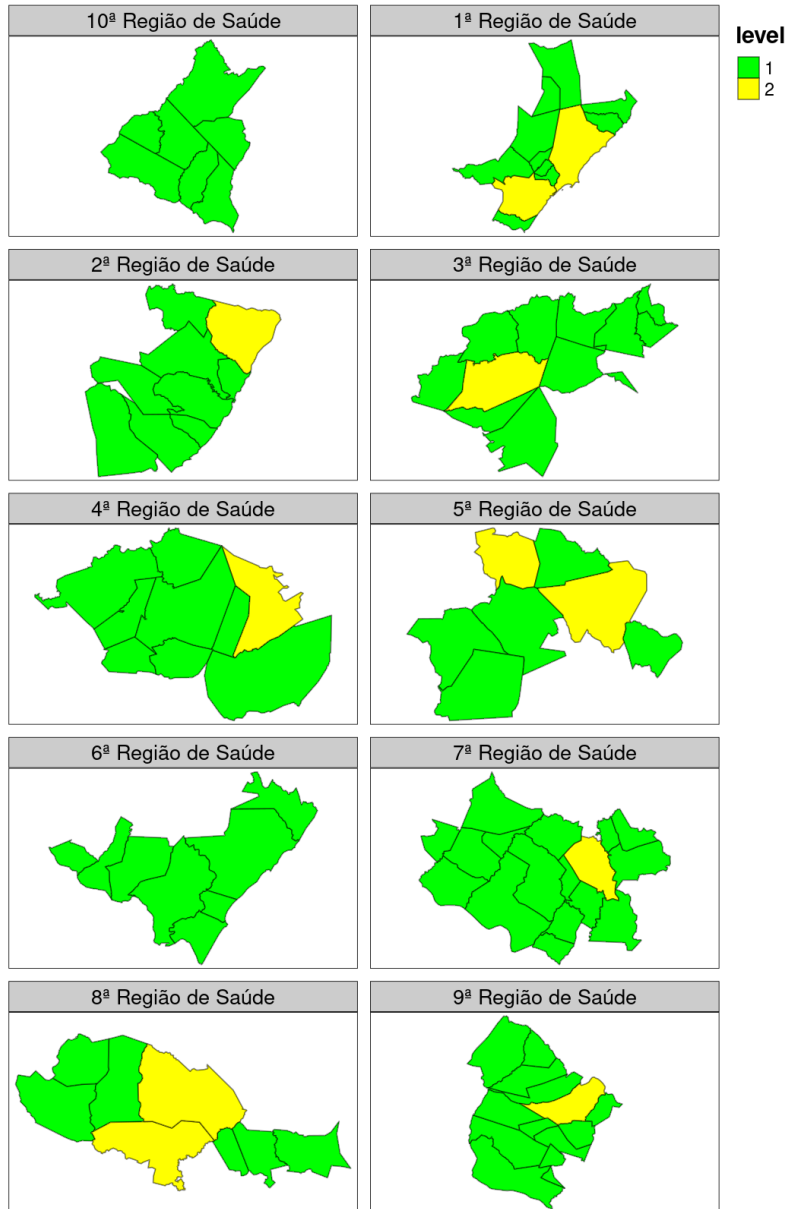 10ª Região de Saúde
1ª Região de Saúde
level
1
2
2ª Região de Saúde
3ª Região de Saúde
4ª Região de Saúde
5ª Região de Saúde
6ª Região de Saúde
7ª Região de Saúde
8ª Região de Saúde
9ª Região de Saúde